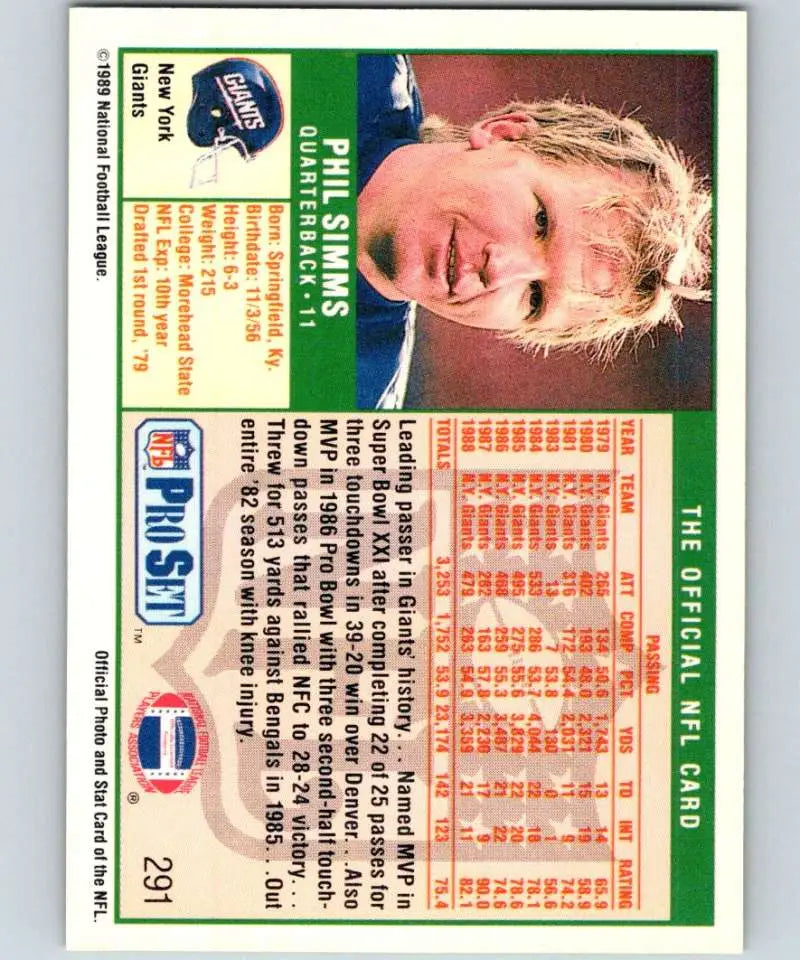 THE OFFICIAL NFL CARD
PHIL SIMMS
QUARTERBACK • 11
GIANTS
New York
Giants
Born: Springfield, Ky.
Birthdate: 11/3/56
Height: 6-3
Weight: 215
College: Morehead State
NFL Exp: 10th year
Drafted 1st round, '79
PASSING
YEAR TEAM ATT COMP PCT YDS TD INT RATING
1979 N.Y. Giants 265 134 50.6 1,743 13 14 65.9
1980 N.Y. Giants 402 193 48.0 2,321 15 19 58.9
1981 N.Y. Giants 316 172 54.4 2,031 11 9 74.2
1983 N.Y. Giants 13 7 53.8 130 0 1 56.6
1984 N.Y. Giants 533 286 53.7 4,044 22 18 78.1
1985 N.Y. Giants 495 275 55.6 3,829 22 20 78.6
1986 N.Y. Giants 468 259 55.3 3,487 21 22 74.6
1987 N.Y. Giants 282 163 57.8 2,230 17 9 90.0
1988 N.Y. Giants 479 263 54.9 3,359 21 11 82.1
TOTALS 3,253 1,752 53.9 23,174 142 123 75.4
Leading passer in Giants' history. . . Named MVP in
Super Bowl XXI after completing 22 of 25 passes for
three touchdowns in 39-20 win over Denver. . .Also
MVP in 1986 Pro Bowl with three second-half touch-
down passes that rallied NFC to 28-24 victory. . .
Threw for 513 yards against Bengals in 1985. . .Out
entire '82 season with knee injury.
NFL PRO SET ™
NATIONAL FOOTBALL LEAGUE
PLAYERS ASSOCIATION ®
291
©1989 National Football League.
Official Photo and Stat Card of the NFL.